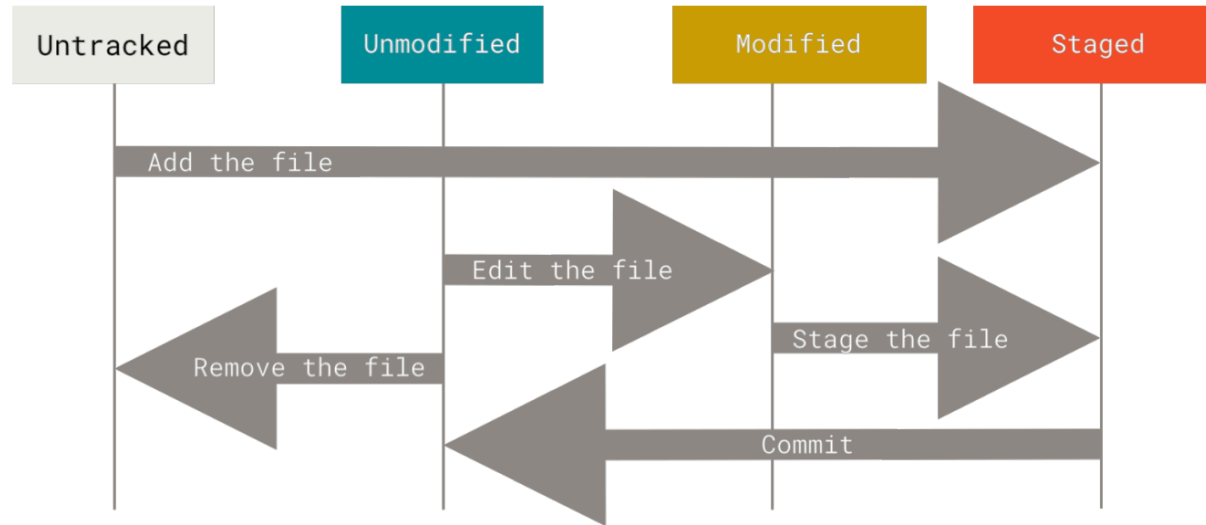 Untracked
Unmodified
Modified
Staged
Add the file
Edit the file
Stage the file
Remove the file
Commit